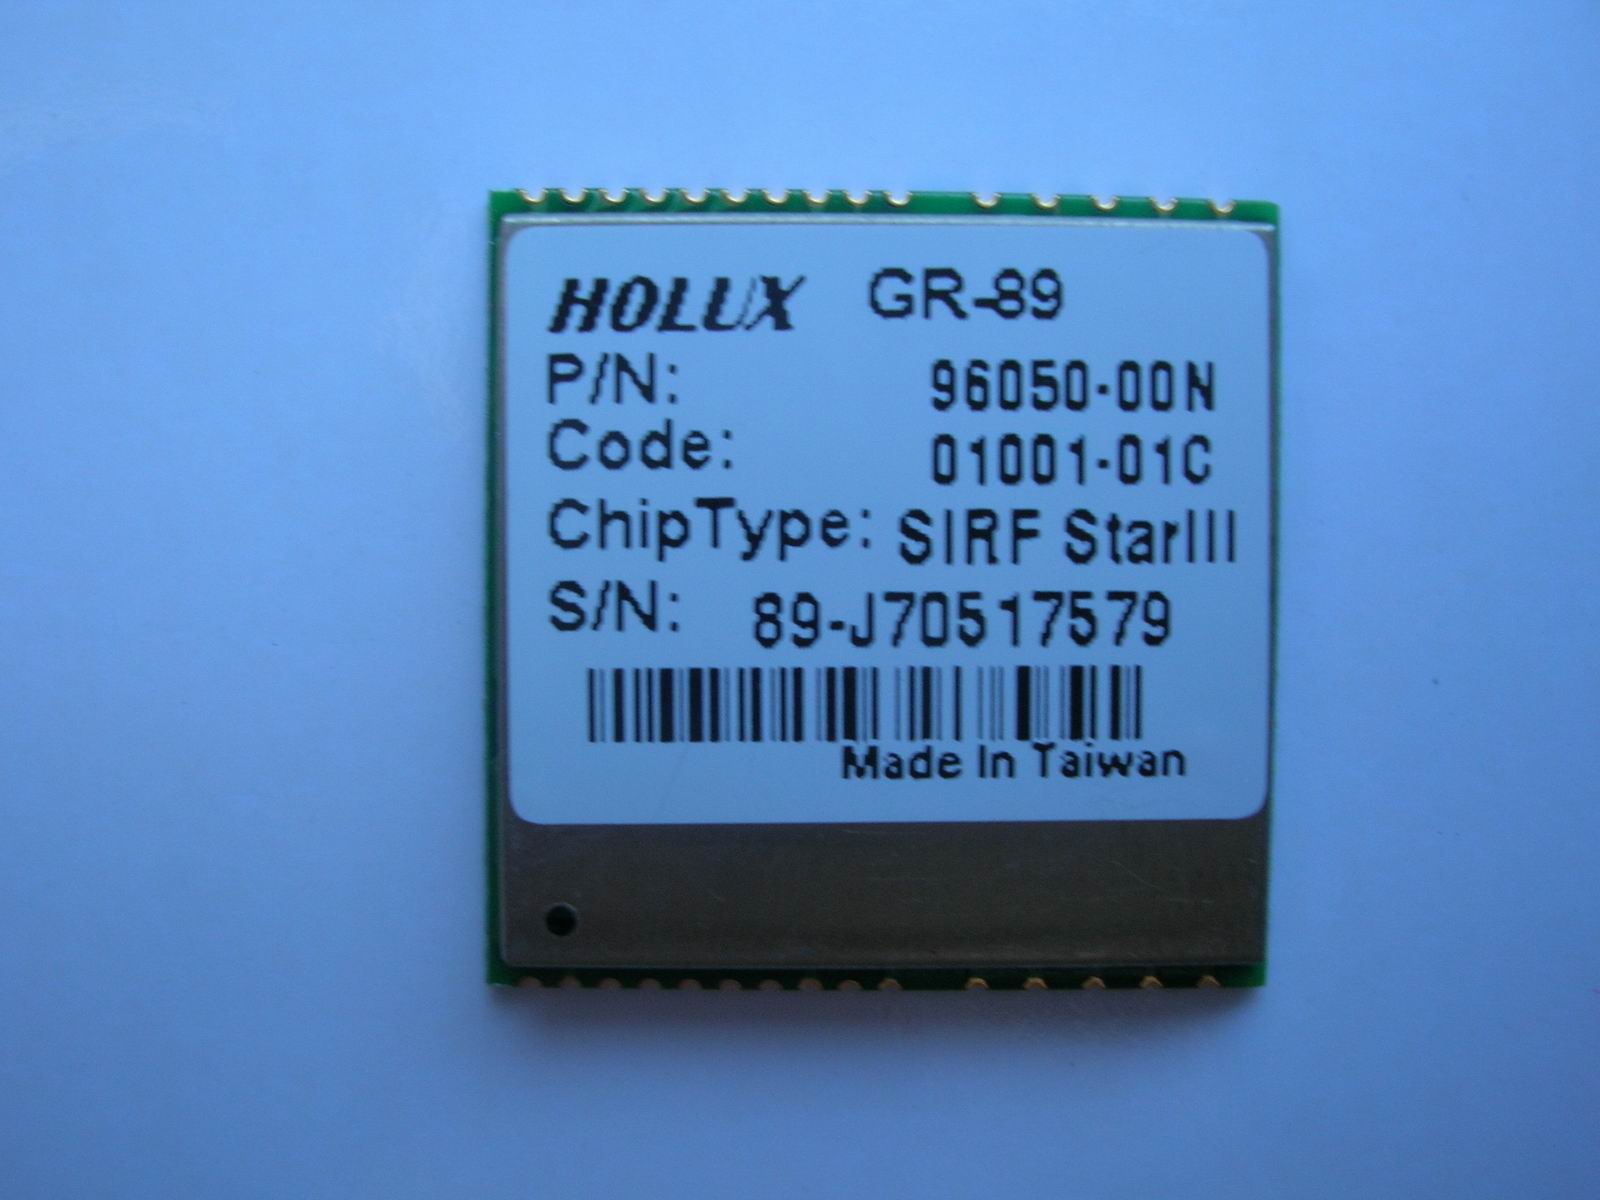 HOLUX GR-89
P/N: 96050-00N
Code: 01001-01C
ChipType: SIRF StarIII
S/N: 89-J70517579
Made In Taiwan